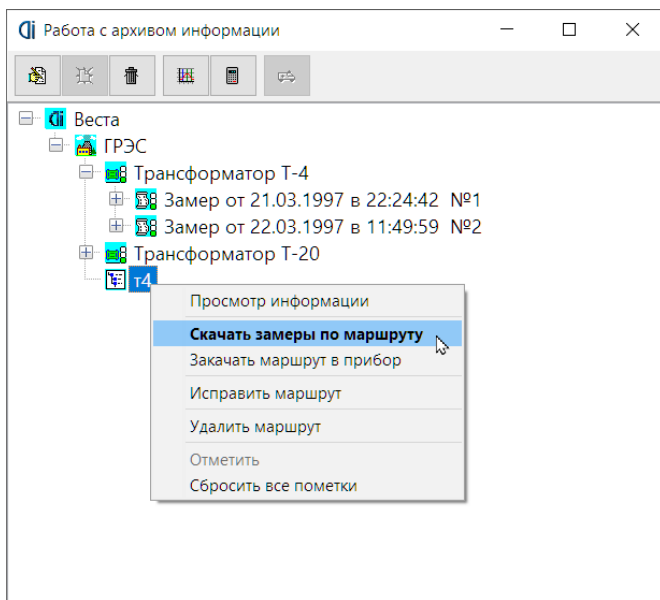 Работа с архивом информации
Веста
ГРЭС
Трансформатор Т-4
Замер от 21.03.1997 в 22:24:42 №1
Замер от 22.03.1997 в 11:49:59 №2
Трансформатор Т-20
т4
Просмотр информации
Скачать замеры по маршруту
Закачать маршрут в прибор
Исправить маршрут
Удалить маршрут
Отметить
Сбросить все пометки